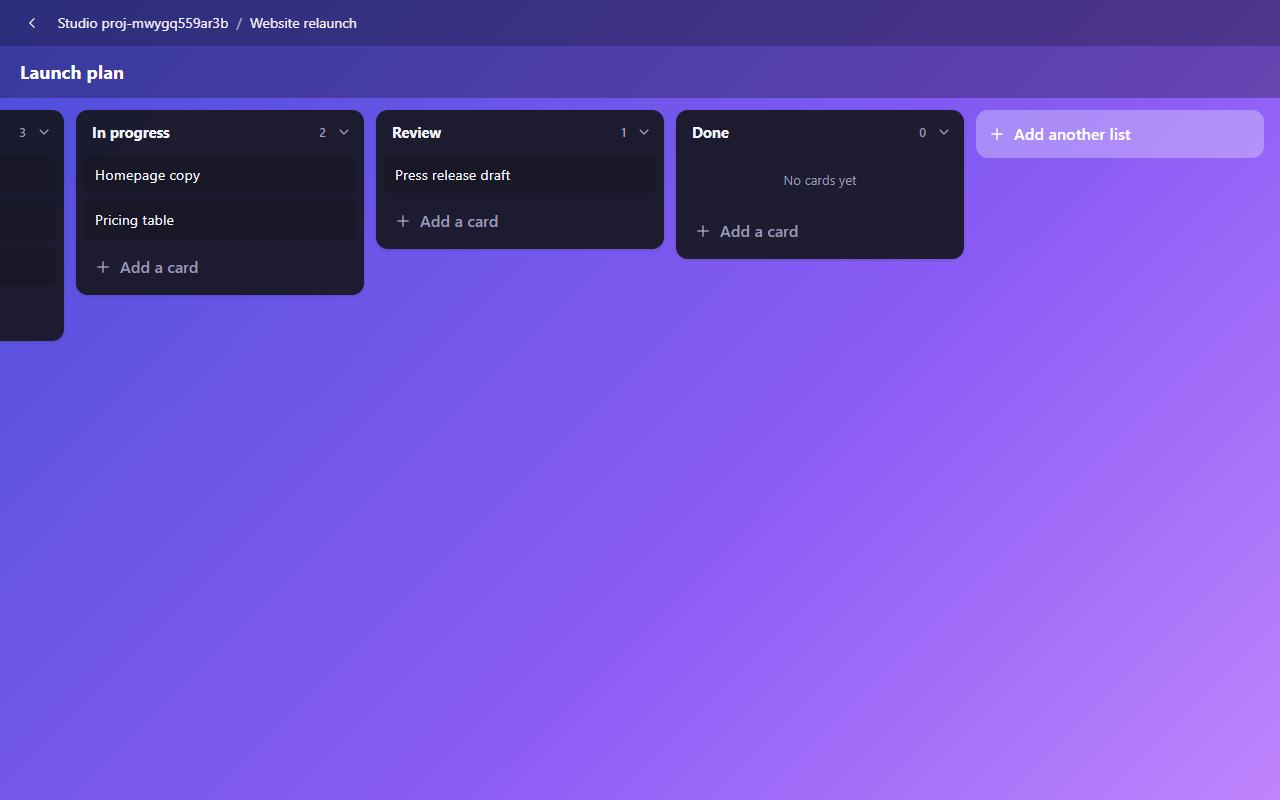 Studio proj-mwygq559ar3b / Website relaunch
Launch plan
3
In progress 2
Homepage copy
Pricing table
+ Add a card
Review 1
Press release draft
+ Add a card
Done 0
No cards yet
+ Add a card
+ Add another list